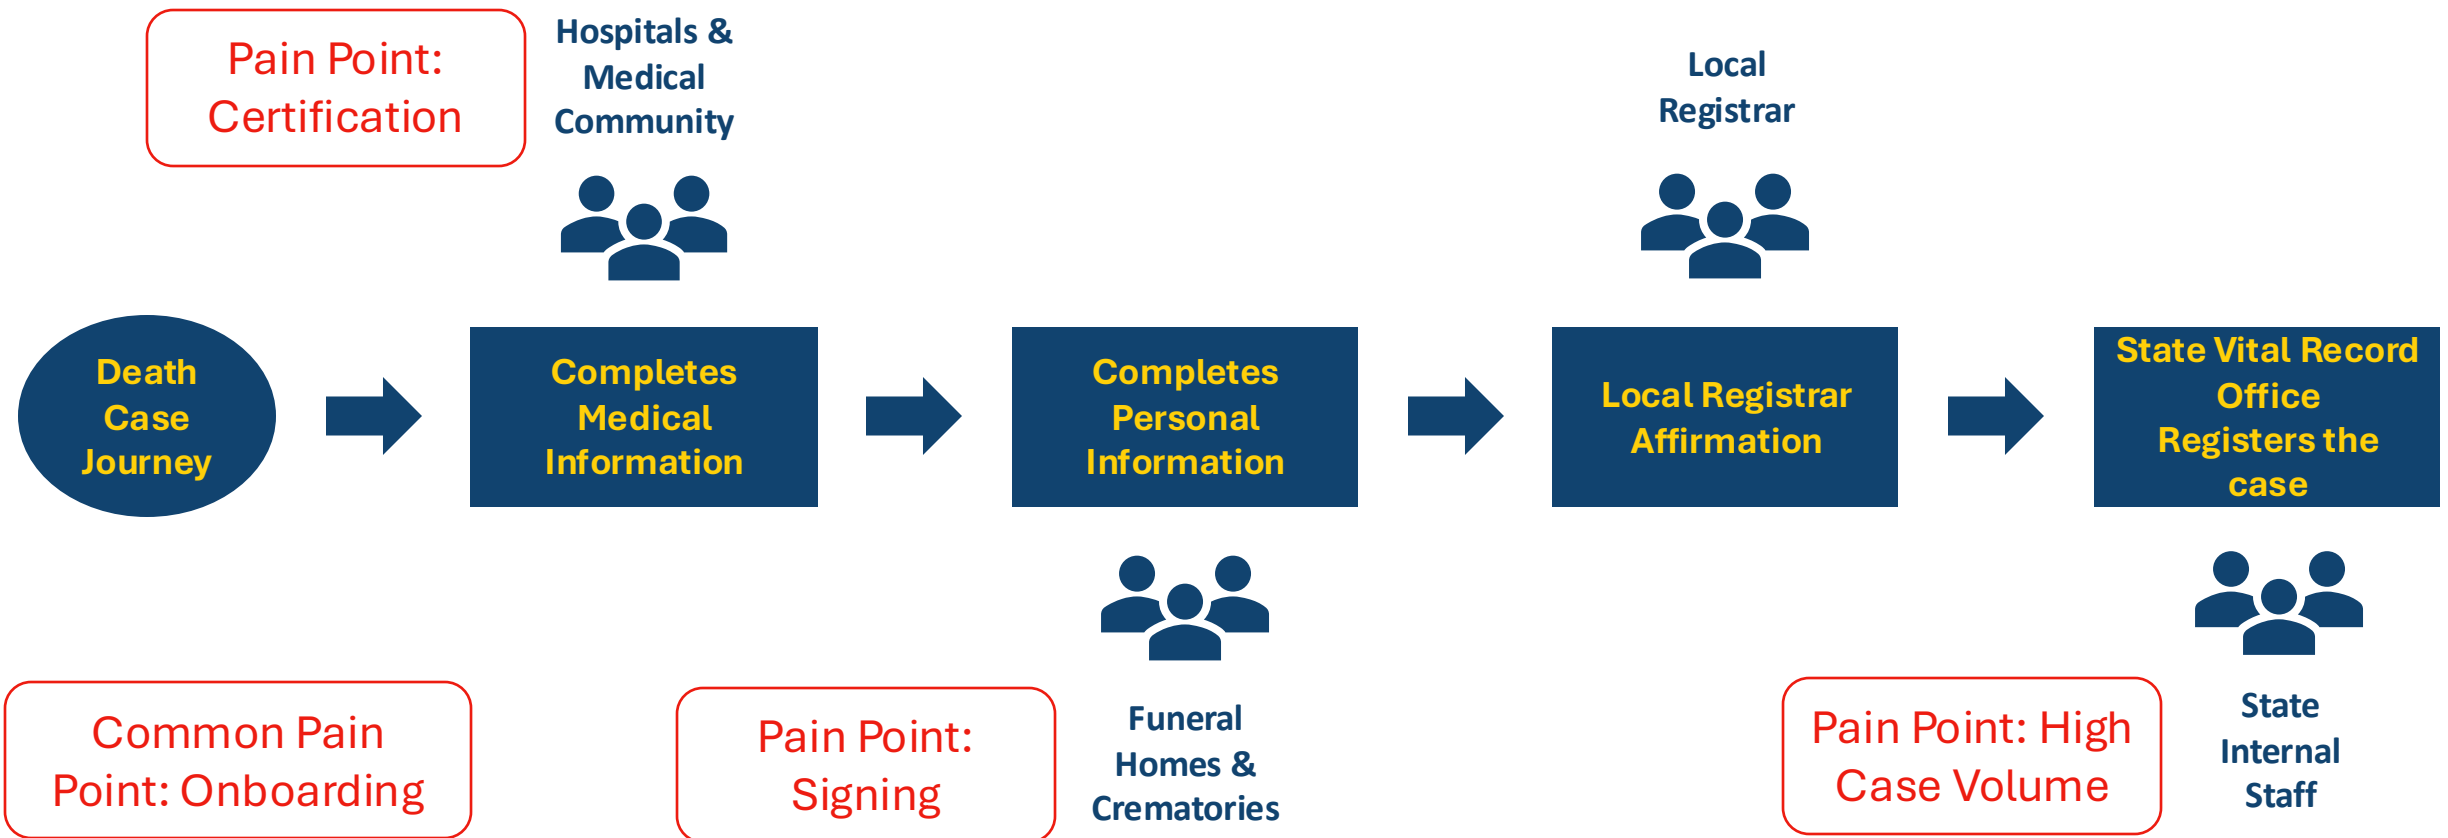 Pain Point:
Certification
Hospitals &
Medical
Community
Local
Registrar
Death
Case
Journey
Completes
Medical
Information
Completes
Personal
Information
Local Registrar
Affirmation
State Vital Record
Office
Registers the
case
Common Pain
Point: Onboarding
Pain Point:
Signing
Funeral
Homes &
Crematories
Pain Point: High
Case Volume
State
Internal
Staff